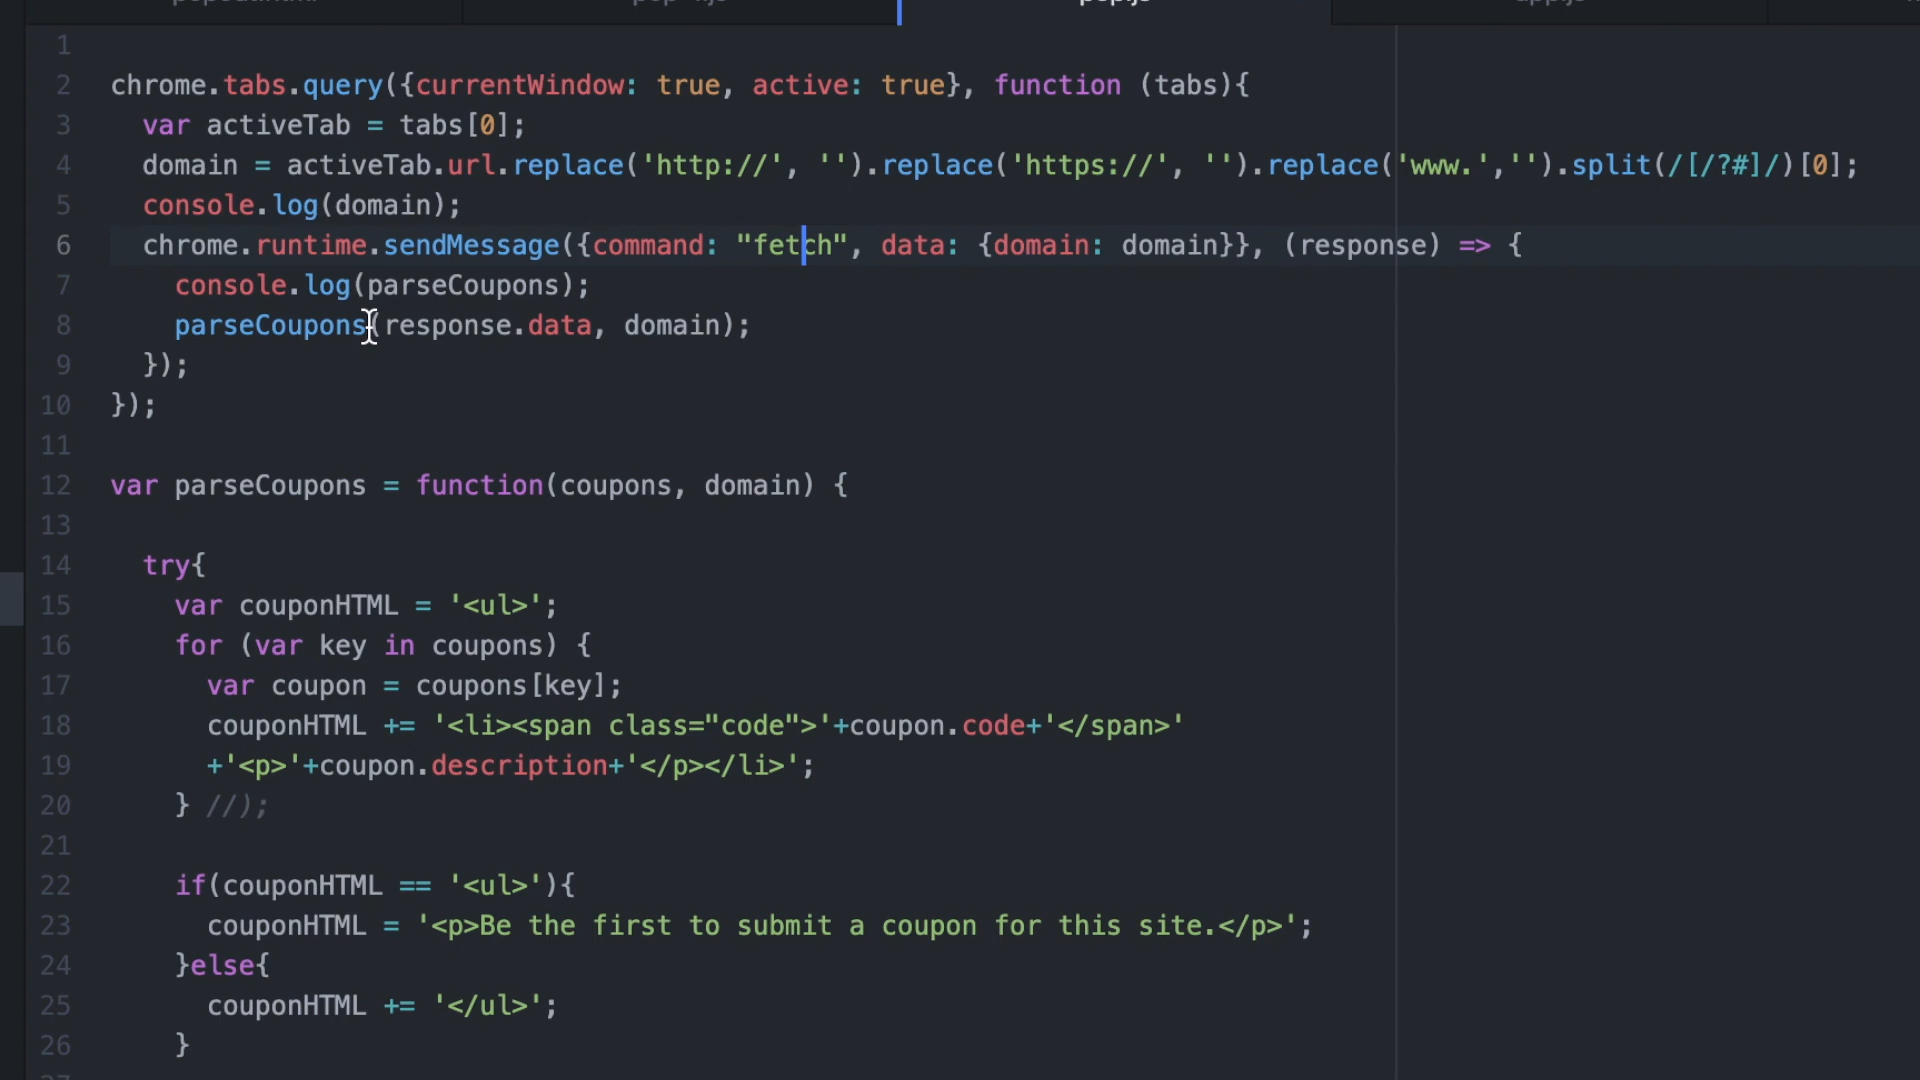 1
2 chrome.tabs.query({currentWindow: true, active: true}, function (tabs){
3 var activeTab = tabs[0];
4 domain = activeTab.url.replace('http://', '').replace('https://', '').replace('www.','').split(/[/?#]/)[0];
5 console.log(domain);
6 chrome.runtime.sendMessage({command: "fetch", data: {domain: domain}}, (response) => {
7 console.log(parseCoupons);
8 parseCoupons(response.data, domain);
9 });
10 });
11
12 var parseCoupons = function(coupons, domain) {
13
14 try{
15 var couponHTML = '<ul>';
16 for (var key in coupons) {
17 var coupon = coupons[key];
18 couponHTML += '<li><span class="code">'+coupon.code+'</span>'
19 +'<p>'+coupon.description+'</p></li>';
20 } //);
21
22 if(couponHTML == '<ul>'){
23 couponHTML = '<p>Be the first to submit a coupon for this site.</p>';
24 }else{
25 couponHTML += '</ul>';
26 }